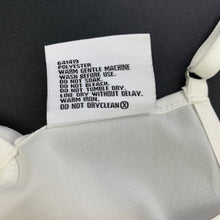 641419
POLYESTER
WARM GENTLE MACHINE
WASH BEFORE USE.
DO NOT SOAK.
DO NOT BLEACH.
DO NOT TUMBLE DRY.
LINE DRY WITHOUT DELAY.
WARM IRON.
DO NOT DRYCLEAN Ⓧ